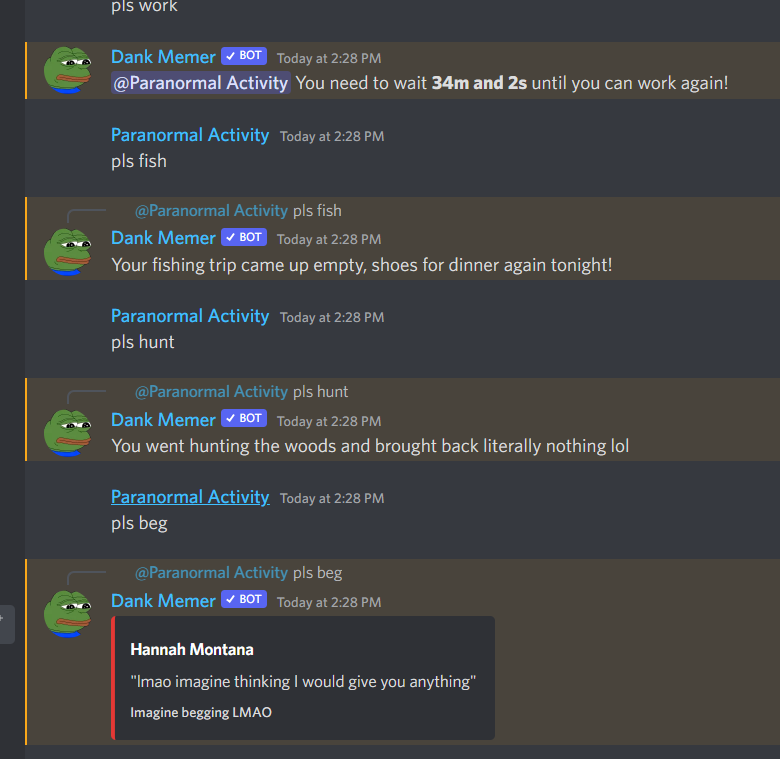 pls work
Dank Memer ✓ BOT Today at 2:28 PM
@Paranormal Activity You need to wait 34m and 2s until you can work again!
Paranormal Activity Today at 2:28 PM
pls fish
@Paranormal Activity pls fish
Dank Memer ✓ BOT Today at 2:28 PM
Your fishing trip came up empty, shoes for dinner again tonight!
Paranormal Activity Today at 2:28 PM
pls hunt
@Paranormal Activity pls hunt
Dank Memer ✓ BOT Today at 2:28 PM
You went hunting the woods and brought back literally nothing lol
Paranormal Activity Today at 2:28 PM
pls beg
@Paranormal Activity pls beg
Dank Memer ✓ BOT Today at 2:28 PM
Hannah Montana
"lmao imagine thinking I would give you anything"
Imagine begging LMAO